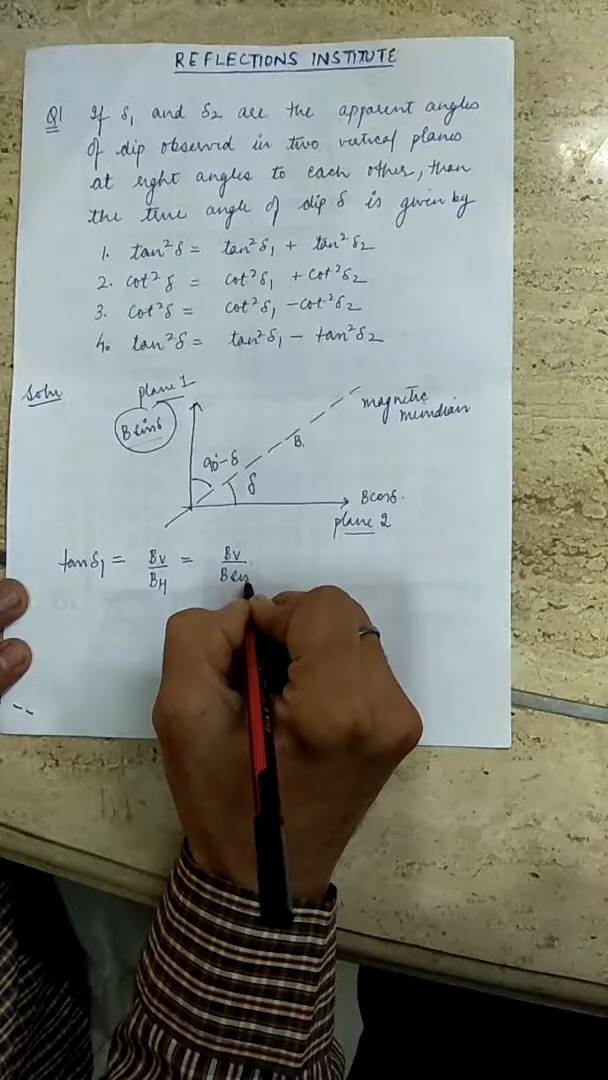 REFLECTIONS INSTITUTE
Q1 If δ₁ and δ₂ are the apparent angles
of dip observed in two vertical planes
at right angles to each other, then
the true angle of dip δ is given by
1. tan²δ = tan²δ₁ + tan²δ₂
2. cot²δ = cot²δ₁ + cot²δ₂
3. cot²δ = cot²δ₁ - cot²δ₂
4. tan²δ = tan²δ₁ - tan²δ₂
Soln
plane 1
B sinδ
magnetic
meridian
B.
90°-δ
δ
Bcosδ.
plane 2
tanδ₁ = Bv/BH = Bv/Bsin